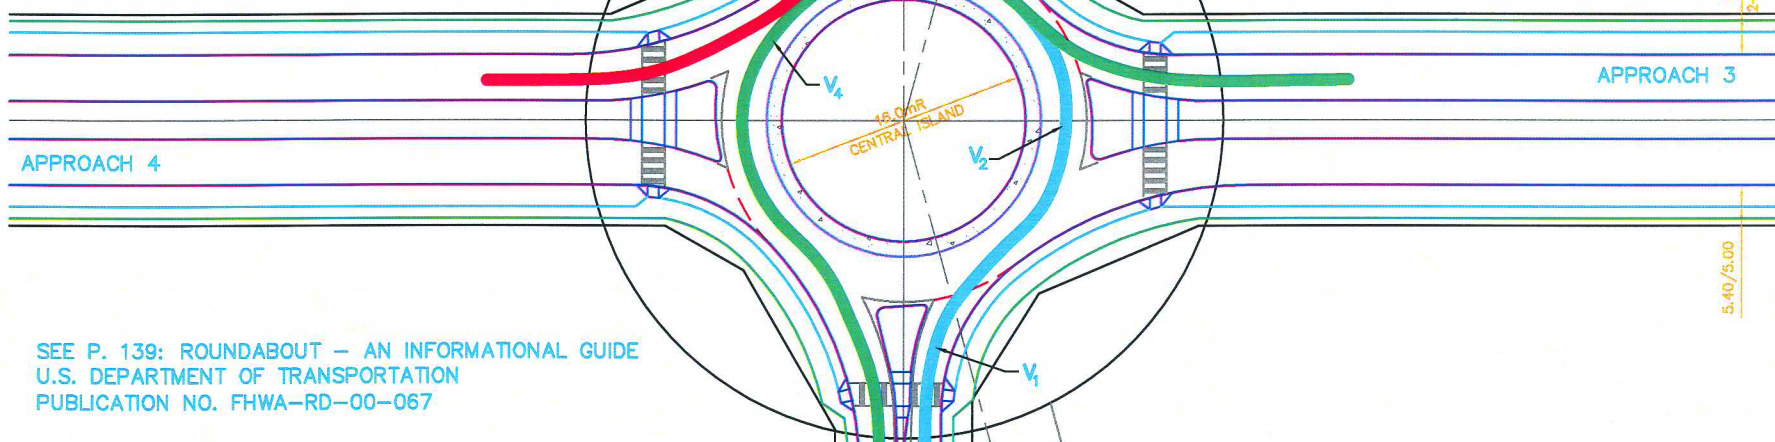 APPROACH 3
V4
16.0mR
CENTRAL ISLAND
V2
APPROACH 4
5.40/5.00
SEE P. 139: ROUNDABOUT – AN INFORMATIONAL GUIDE
U.S. DEPARTMENT OF TRANSPORTATION
PUBLICATION NO. FHWA–RD–00–067
V1